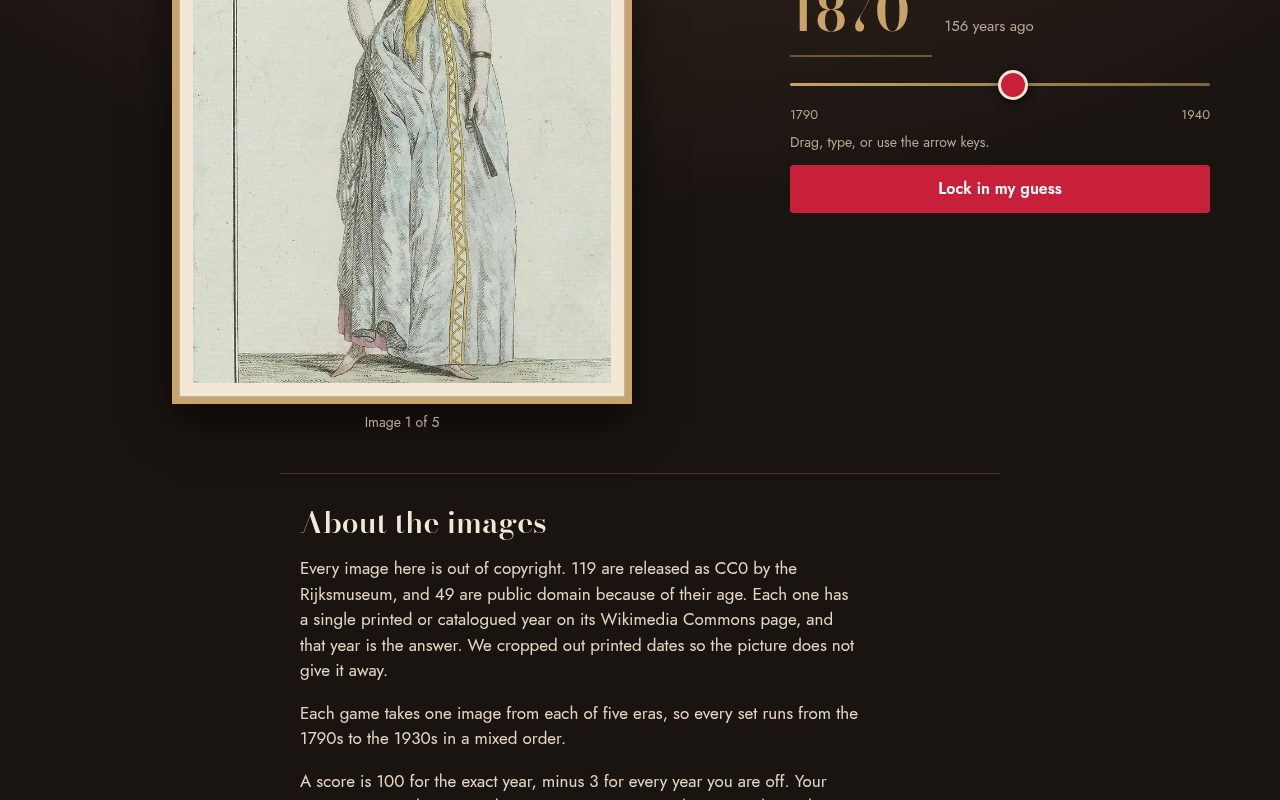 1870
156 years ago
1790
1940
Drag, type, or use the arrow keys.
Lock in my guess
Image 1 of 5
About the images
Every image here is out of copyright. 119 are released as CC0 by the
Rijksmuseum, and 49 are public domain because of their age. Each one has
a single printed or catalogued year on its Wikimedia Commons page, and
that year is the answer. We cropped out printed dates so the picture does not
give it away.
Each game takes one image from each of five eras, so every set runs from the
1790s to the 1930s in a mixed order.
A score is 100 for the exact year, minus 3 for every year you are off. Your